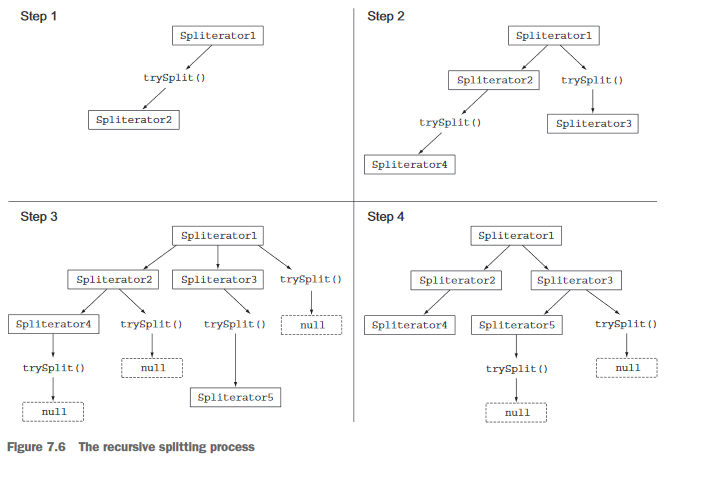 Step 1
Spliterator1
trySplit()
Spliterator2
Step 2
Spliterator1
Spliterator2
trySplit()
trySplit()
Spliterator3
Spliterator4
Step 3
Spliterator1
Spliterator2
Spliterator3
trySplit()
Spliterator4
trySplit()
trySplit()
null
trySplit()
null
Spliterator5
null
Step 4
Spliterator1
Spliterator2
Spliterator3
Spliterator4
Spliterator5
trySplit()
trySplit()
null
null
Figure 7.6 The recursive splitting process